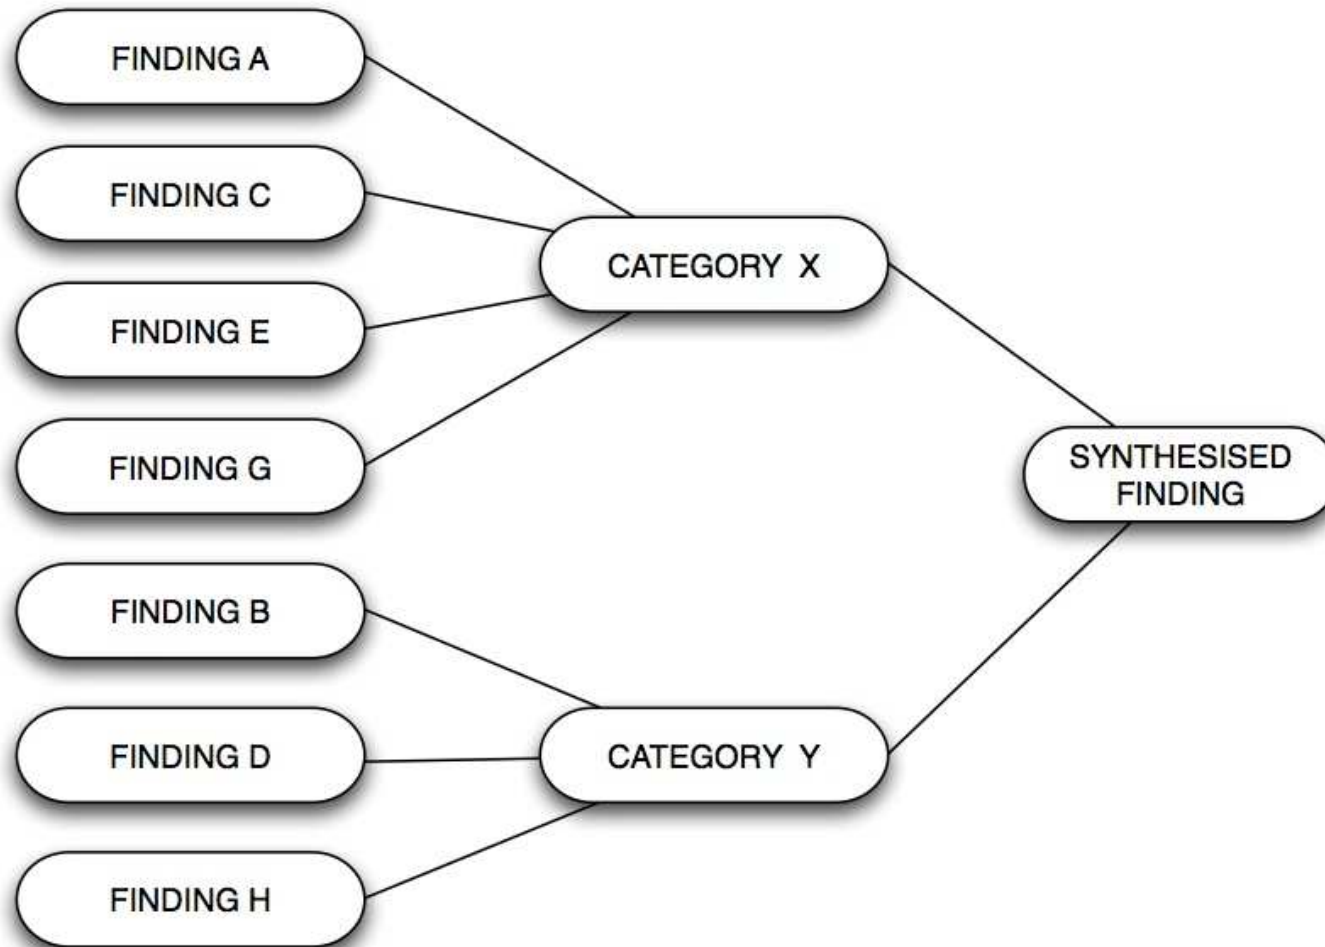 FINDING A
FINDING C
FINDING E
FINDING G
FINDING B
FINDING D
FINDING H
CATEGORY X
CATEGORY Y
SYNTHESISED
FINDING